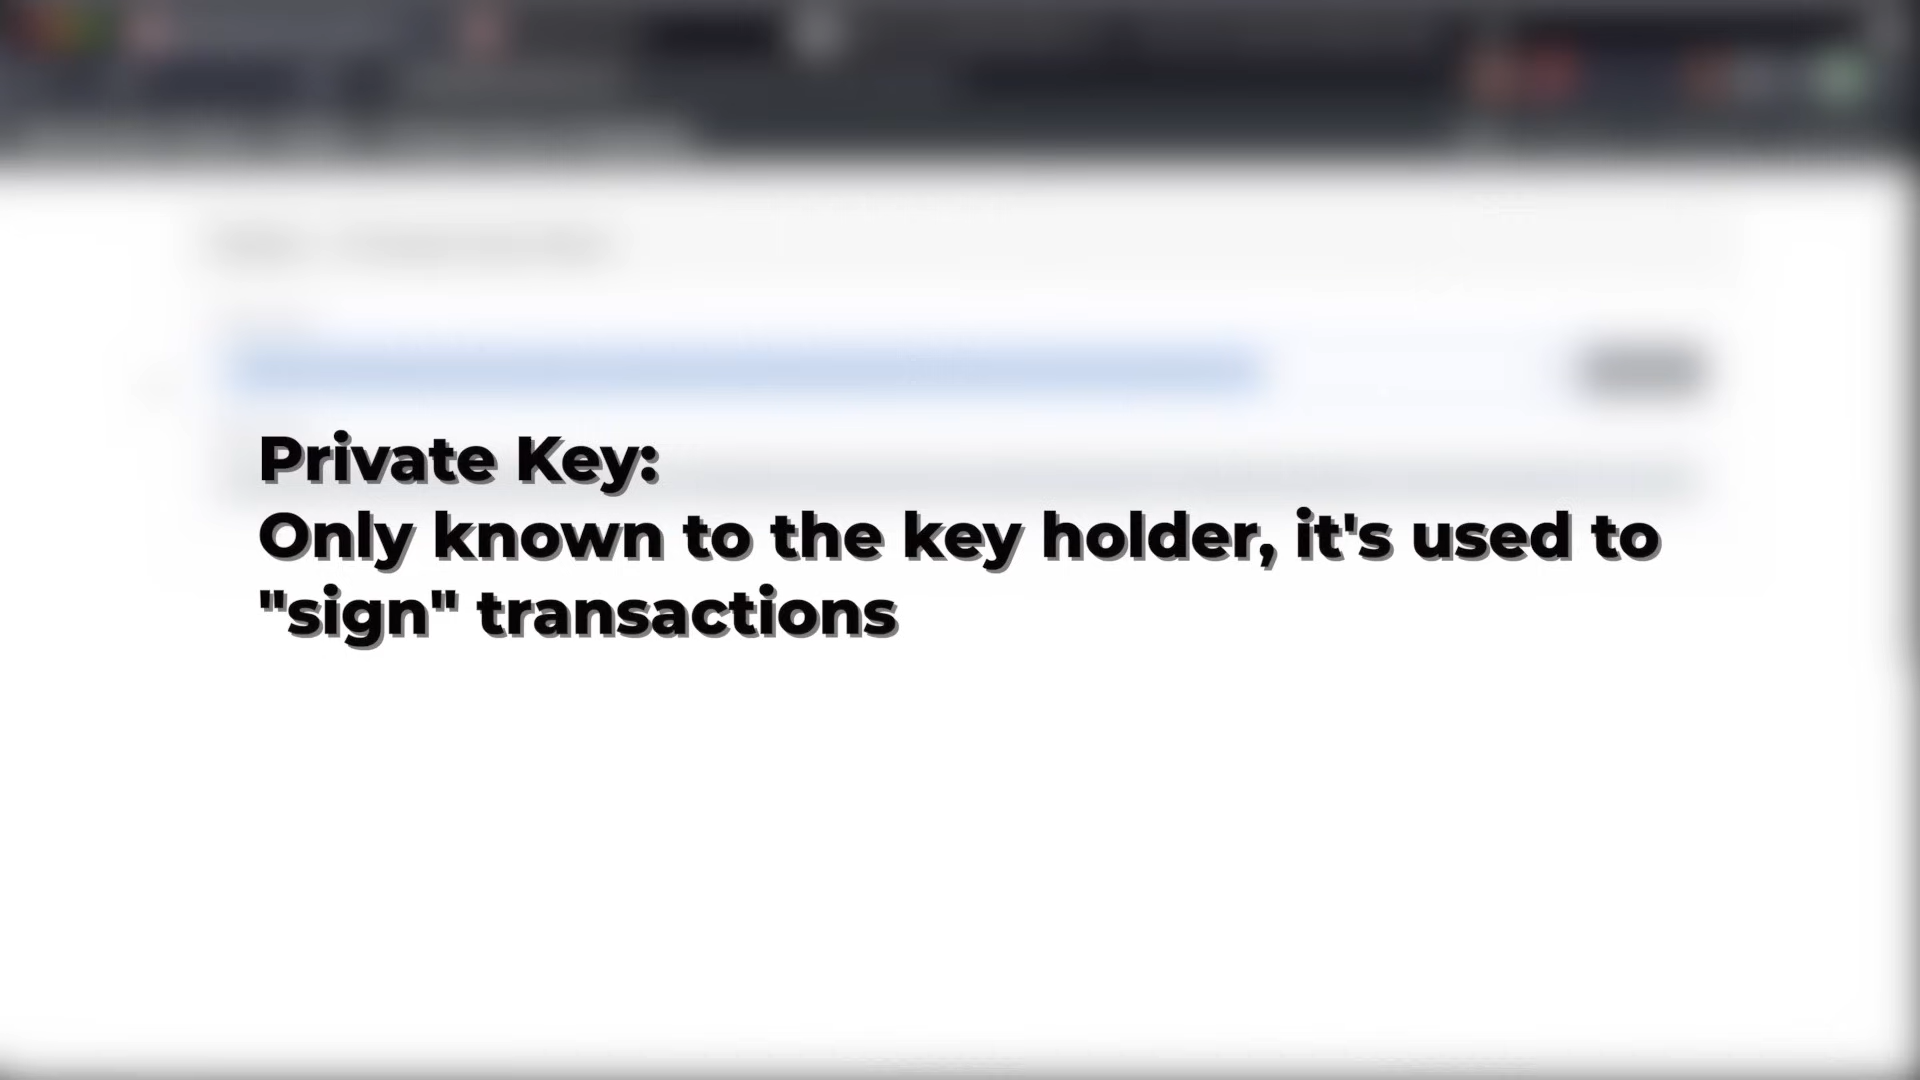 Private Key:
Only known to the key holder, it's used to
"sign" transactions